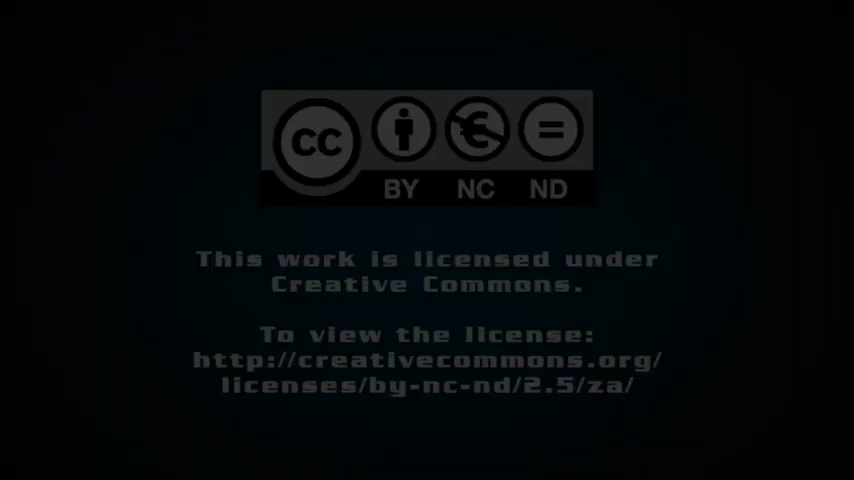 cc
BY NC ND
This work is licensed under
Creative Commons.
To view the license:
http://creativecommons.org/
licenses/by-nc-nd/2.5/za/